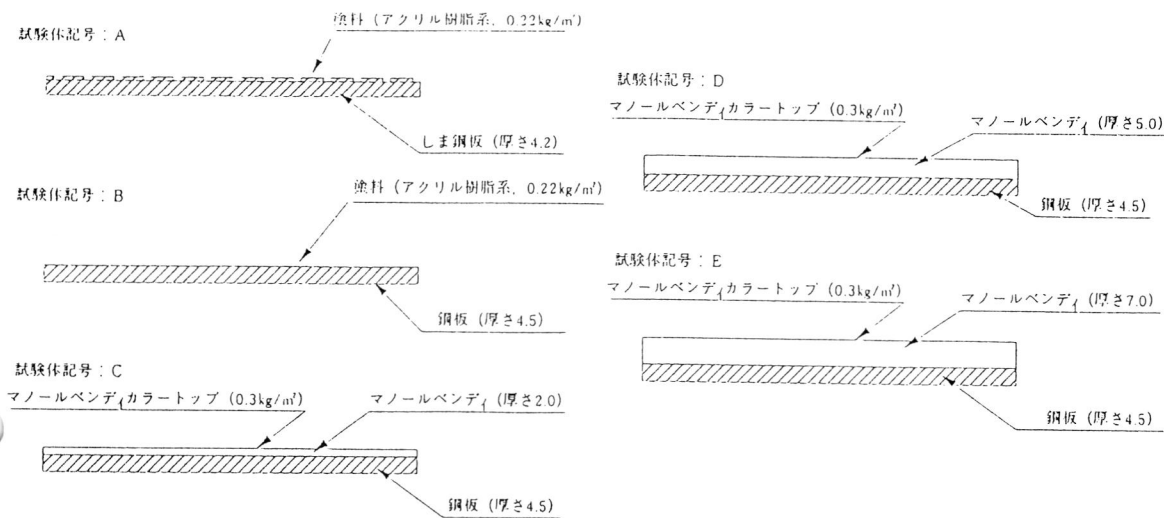 試験体記号：A
塗料 (アクリル樹脂系, 0.22kg/㎡)
しま鋼板 (厚さ4.2)
試験体記号：B
塗料 (アクリル樹脂系, 0.22kg/㎡)
鋼板 (厚さ4.5)
試験体記号：C
マノールベンディカラートップ (0.3kg/㎡)
マノールベンディ (厚さ2.0)
鋼板 (厚さ4.5)
試験体記号：D
マノールベンディカラートップ (0.3kg/㎡)
マノールベンディ (厚さ5.0)
鋼板 (厚さ4.5)
試験体記号：E
マノールベンディカラートップ (0.3kg/㎡)
マノールベンディ (厚さ7.0)
鋼板 (厚さ4.5)